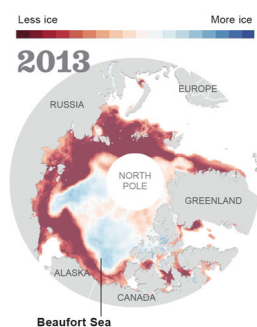 Less ice More ice
2013
RUSSIA
EUROPE
NORTH
POLE
GREENLAND
ALASKA
CANADA
Beaufort Sea